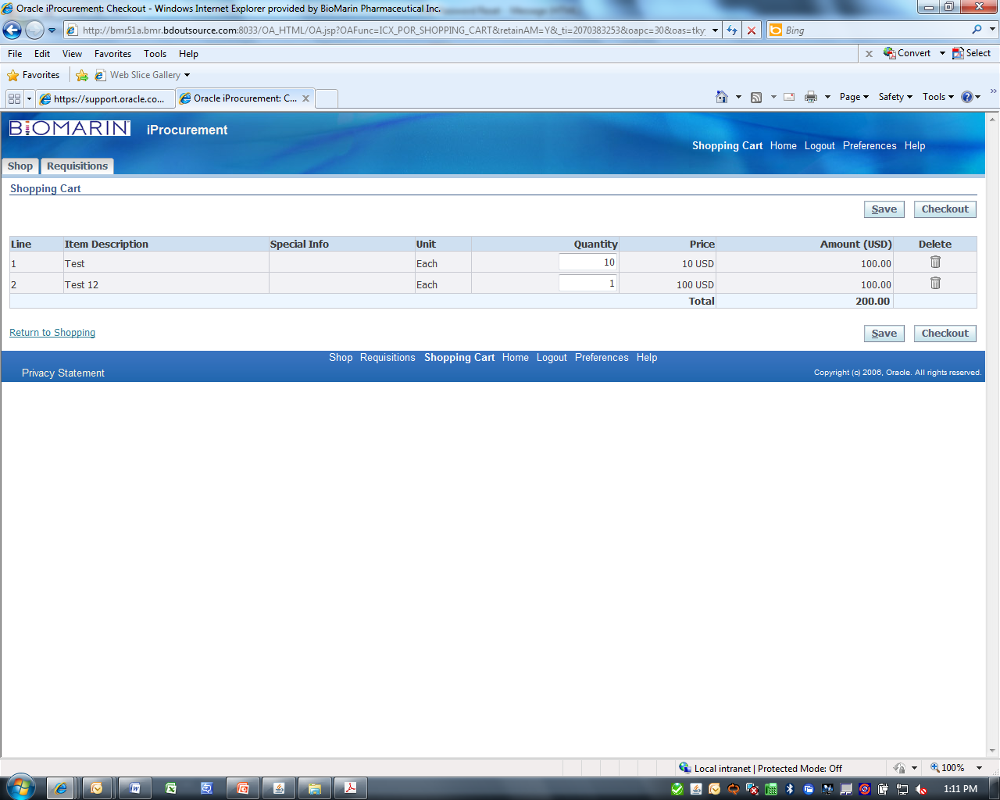 Oracle iProcurement: Checkout - Windows Internet Explorer provided by BioMarin Pharmaceutical Inc.
http://bmr51a.bmr.bdoutsource.com:8033/OA_HTML/OA.jsp?OAFunc=ICX_POR_SHOPPING_CART&retainAM=Y&_ti=2070383253&oapc=30&oas=tky
Bing
File Edit View Favorites Tools Help
x Convert Select
Favorites Web Slice Gallery
https://support.oracle.co... Oracle iProcurement: C... x
Page Safety Tools
BIOMARIN iProcurement
Shopping Cart Home Logout Preferences Help
Shop Requisitions
Shopping Cart
Save Checkout
Line Item Description Special Info Unit Quantity Price Amount (USD) Delete
1 Test Each 10 10 USD 100.00
2 Test 12 Each 1 100 USD 100.00
Total 200.00
Return to Shopping
Save Checkout
Shop Requisitions Shopping Cart Home Logout Preferences Help
Privacy Statement
Copyright (c) 2006, Oracle. All rights reserved.
Local intranet | Protected Mode: Off
100%
1:11 PM